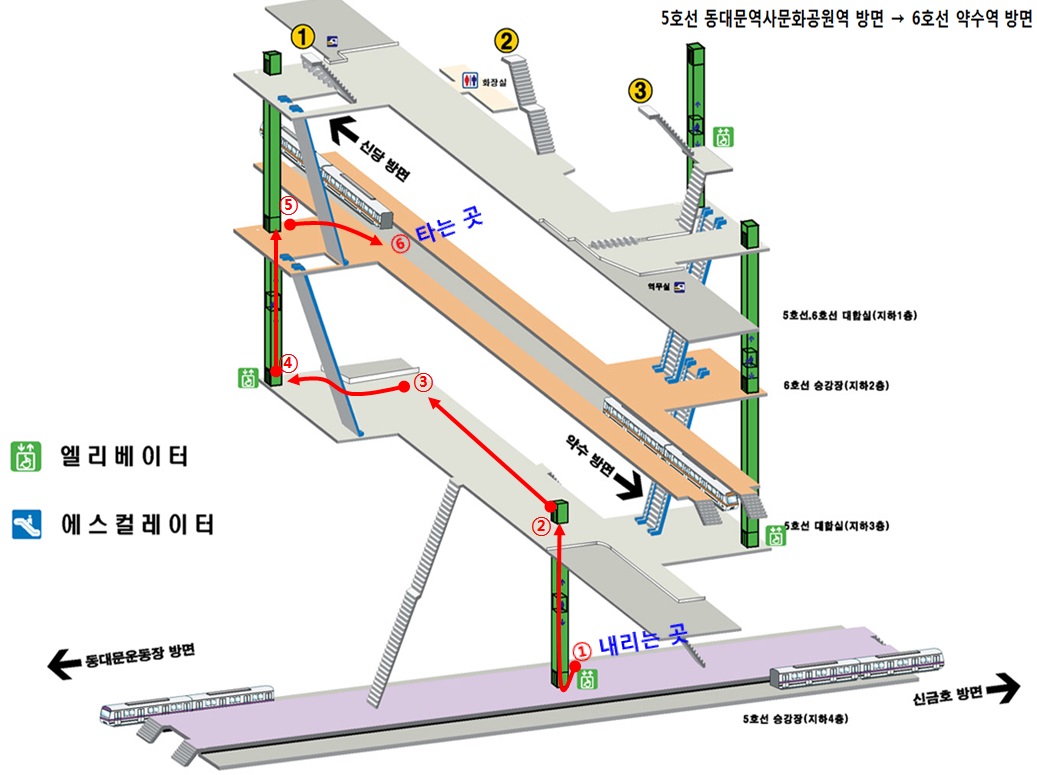 5호선 동대문역사문화공원역 방면 → 6호선 약수역 방면
1
2
화장실
3
신당 방면
⑤
⑥ 타는 곳
역무실
5호선.6호선 대합실(지하1층)
④
③
6호선 승강장(지하2층)
약수 방면
엘리베이터
에스컬레이터
②
5호선 대합실(지하3층)
① 내리는 곳
동대문운동장 방면
신금호 방면
5호선 승강장(지하4층)